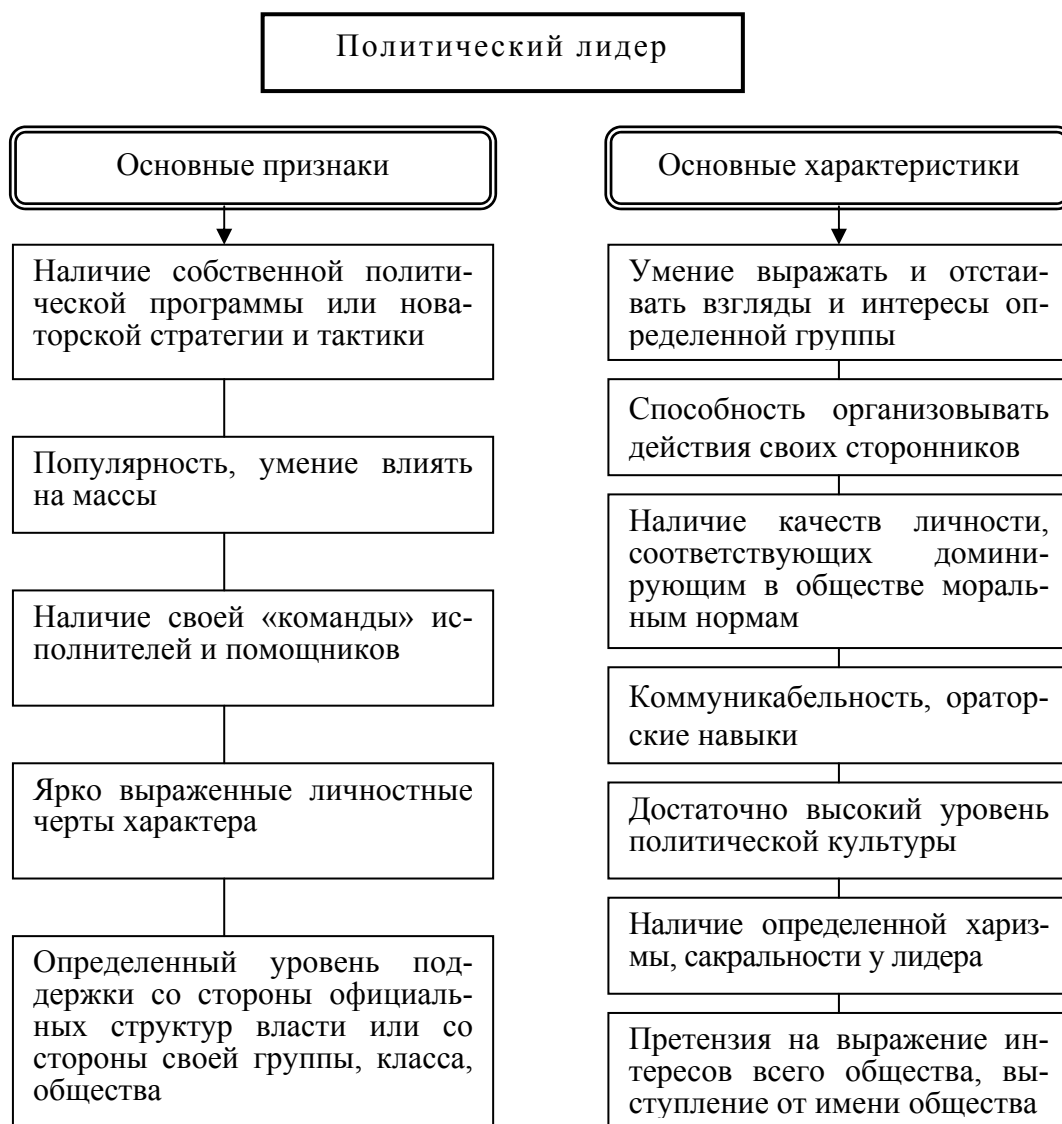 Политический лидер
Основные признаки
Наличие собственной полити-
ческой программы или нова-
торской стратегии и тактики
Популярность, умение влиять
на массы
Наличие своей «команды» ис-
полнителей и помощников
Ярко выраженные личностные
черты характера
Определенный уровень под-
держки со стороны официаль-
ных структур власти или со
стороны своей группы, класса,
общества
Основные характеристики
Умение выражать и отстаи-
вать взгляды и интересы оп-
ределенной группы
Способность организовывать
действия своих сторонников
Наличие качеств личности,
соответствующих домини-
рующим в обществе мораль-
ным нормам
Коммуникабельность, оратор-
ские навыки
Достаточно высокий уровень
политической культуры
Наличие определенной хариз-
мы, сакральности у лидера
Претензия на выражение ин-
тересов всего общества, вы-
ступление от имени общества